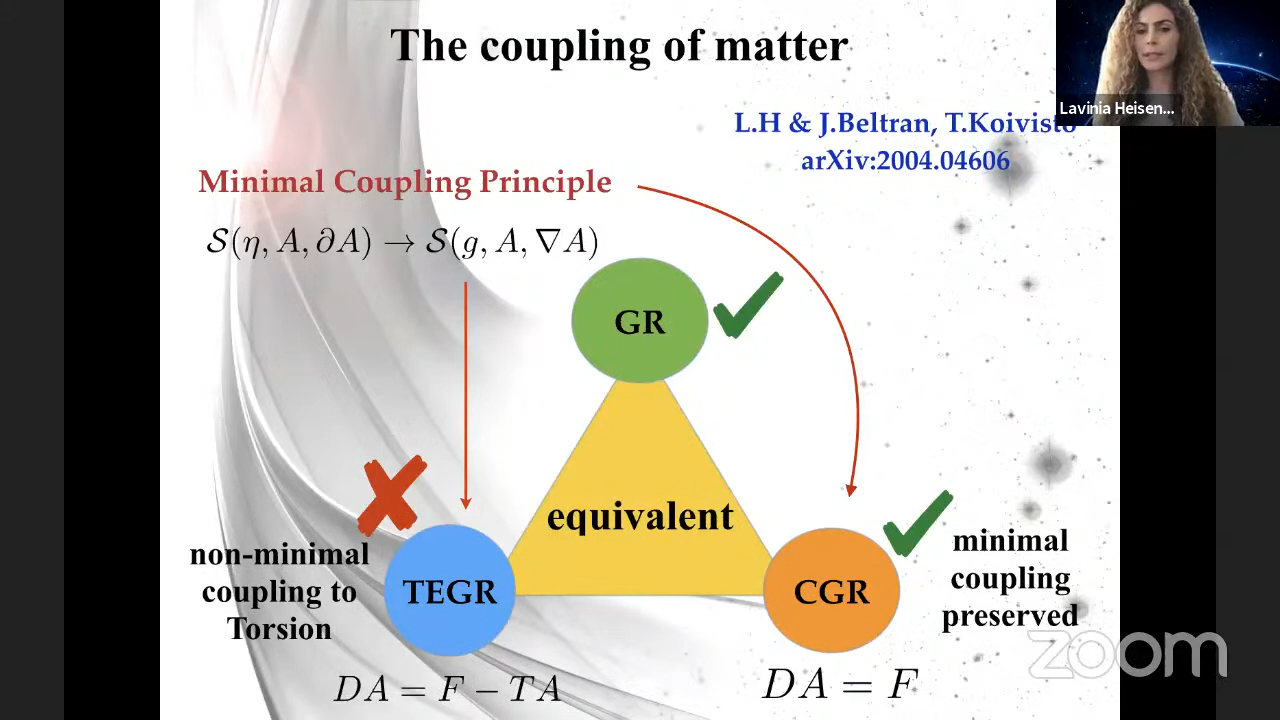 The coupling of matter
Lavinia Heisen...
L.H & J.Beltran, T.Koivisto
arXiv:2004.04606
Minimal Coupling Principle
𝒮(η, A, ∂A) → 𝒮(g, A, ∇A)
GR
equivalent
non-minimal
coupling to
Torsion
TEGR
CGR
minimal
coupling
preserved
DA = F − TA
DA = F
zoom